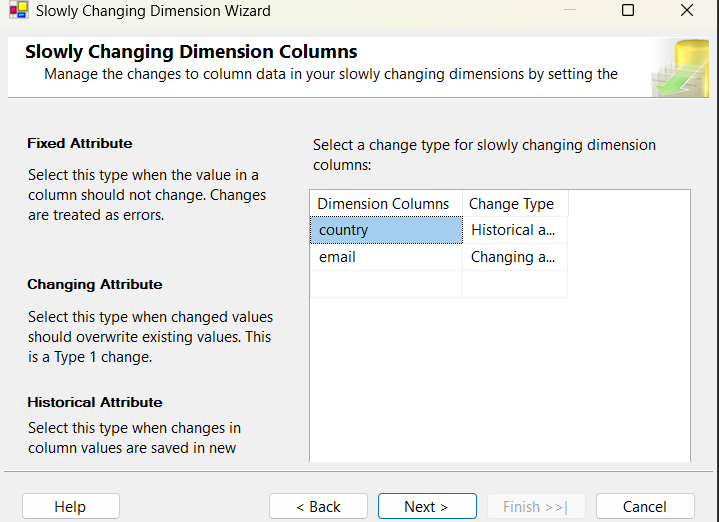 Slowly Changing Dimension Wizard
Slowly Changing Dimension Columns
Manage the changes to column data in your slowly changing dimensions by setting the
Fixed Attribute
Select this type when the value in a
column should not change. Changes
are treated as errors.
Changing Attribute
Select this type when changed values
should overwrite existing values. This
is a Type 1 change.
Historical Attribute
Select this type when changes in
column values are saved in new
Select a change type for slowly changing dimension
columns:
Dimension Columns Change Type
country Historical a...
email Changing a...
Help < Back Next > Finish >>| Cancel